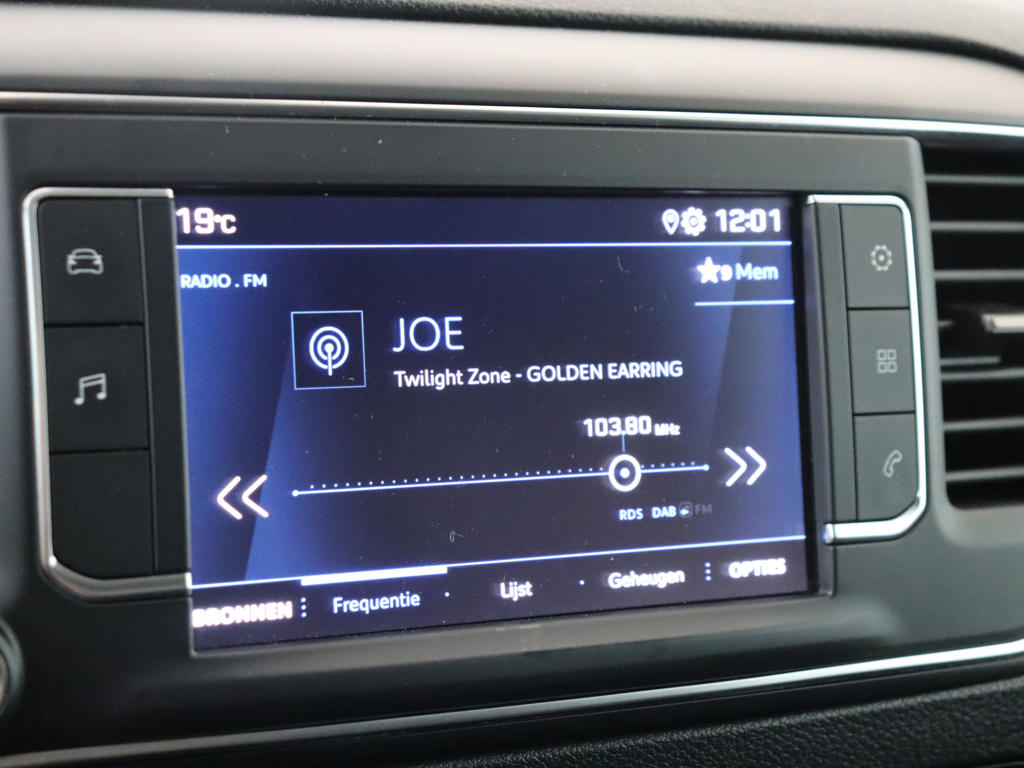 19°C 12:01
RADIO . FM 9 Mem
JOE
Twilight Zone - GOLDEN EARRING
103.80 MHz
RDS DAB FM
BRONNEN Frequentie Lijst Geheugen OPTIES